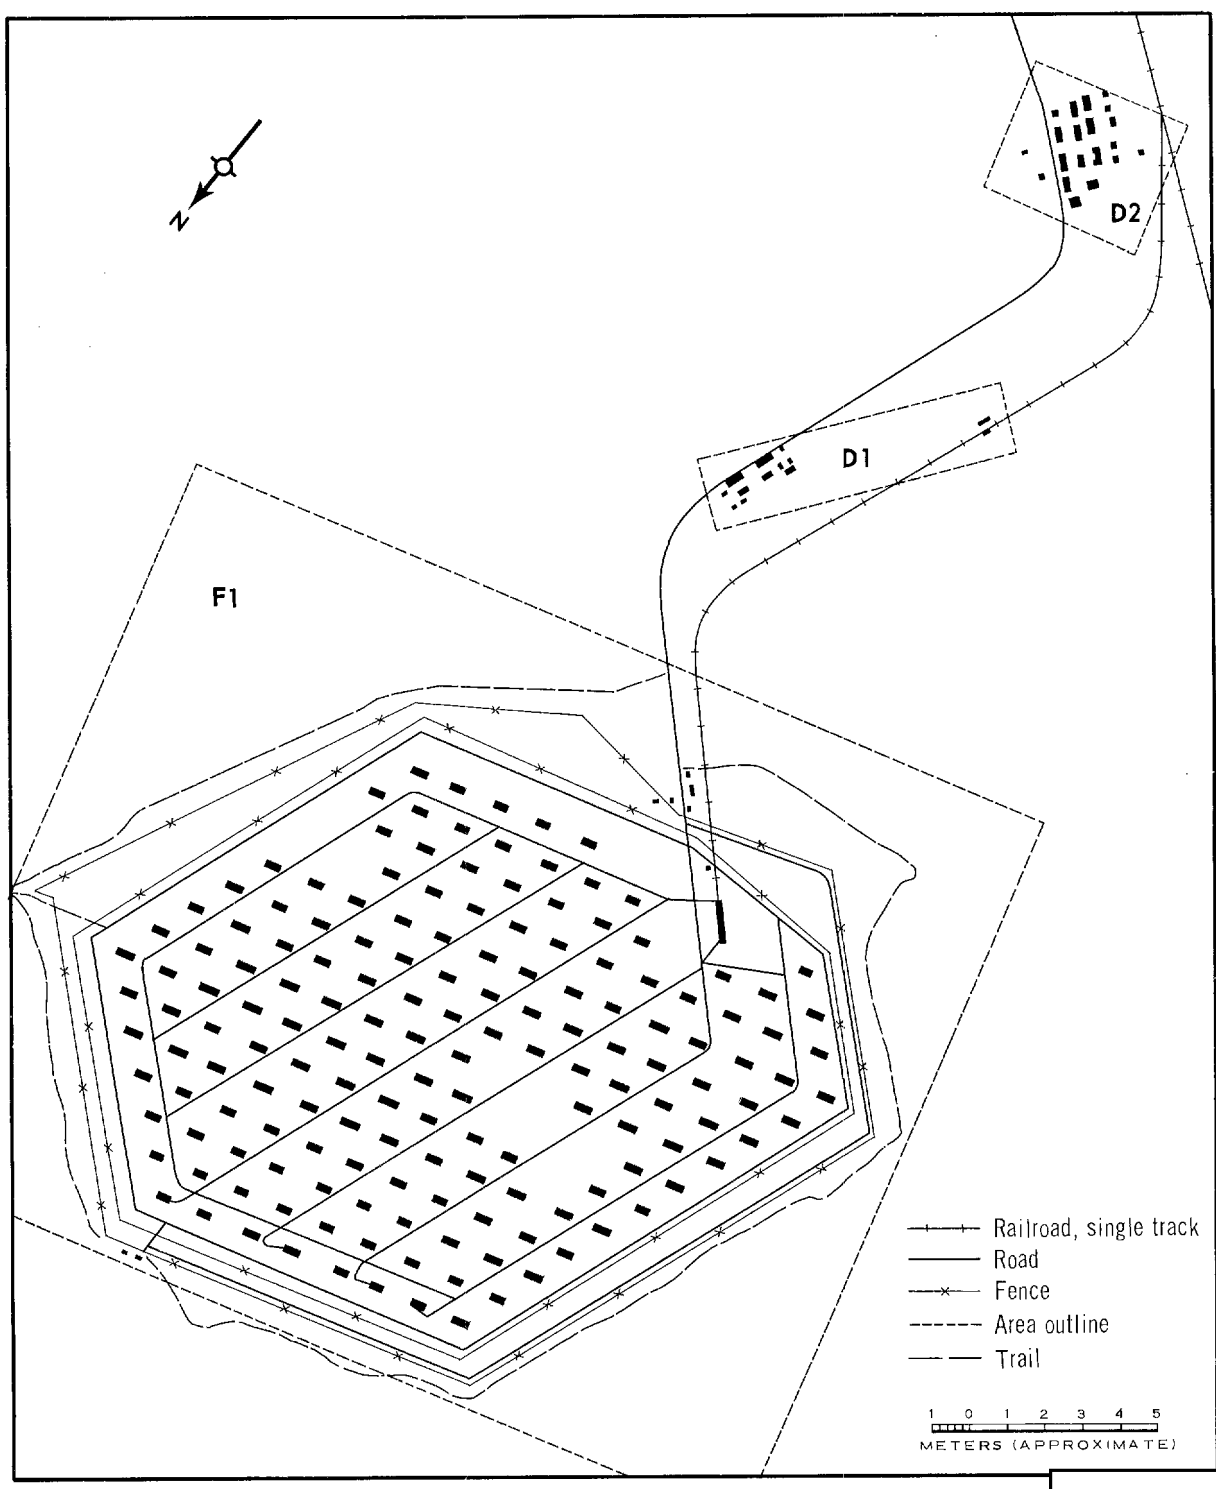 N
D2
D1
F1
Railroad, single track
Road
Fence
Area outline
Trail
1 0 1 2 3 4 5
METERS (APPROXIMATE)